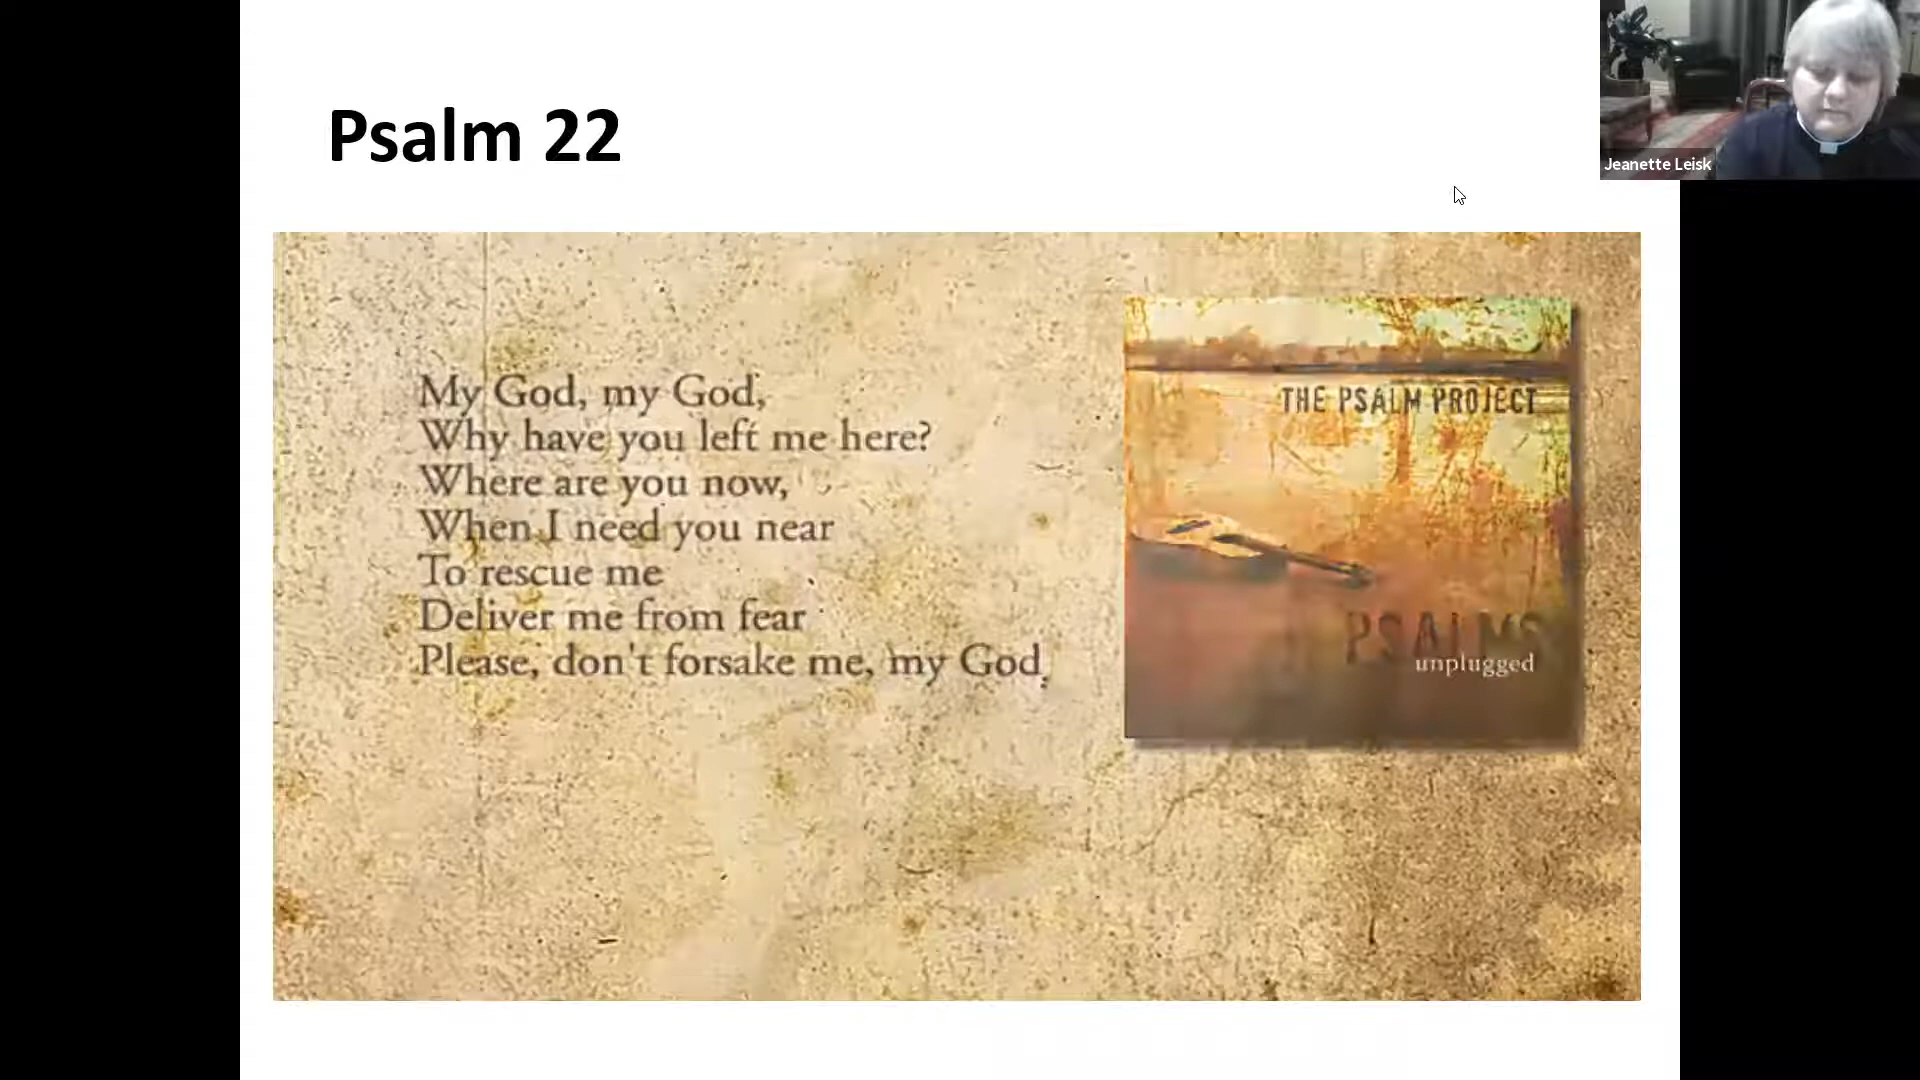 Psalm 22
Jeanette Leisk
My God, my God,
Why have you left me here?
Where are you now,
When I need you near
To rescue me
Deliver me from fear
Please, don't forsake me, my God.
THE PSALM PROJECT
PSALMS
unplugged